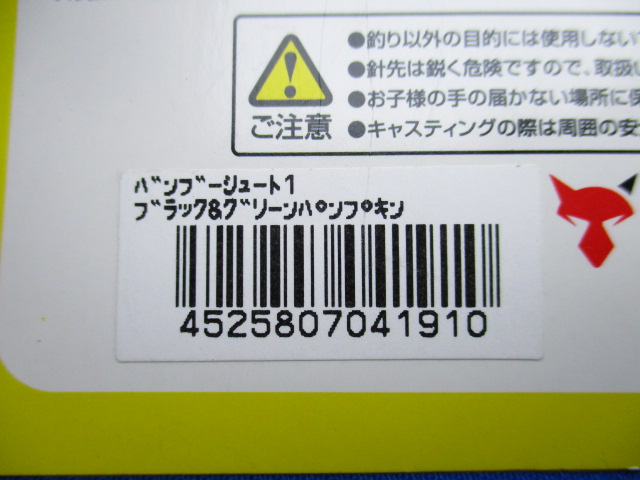 ●釣り以外の目的には使用しない
●針先は鋭く危険ですので、取扱い
●お子様の手の届かない場所に保
●キャスティングの際は周囲の安
ご注意
バンブーシュート1
ブラック&グリーンパンプキン
4525807041910